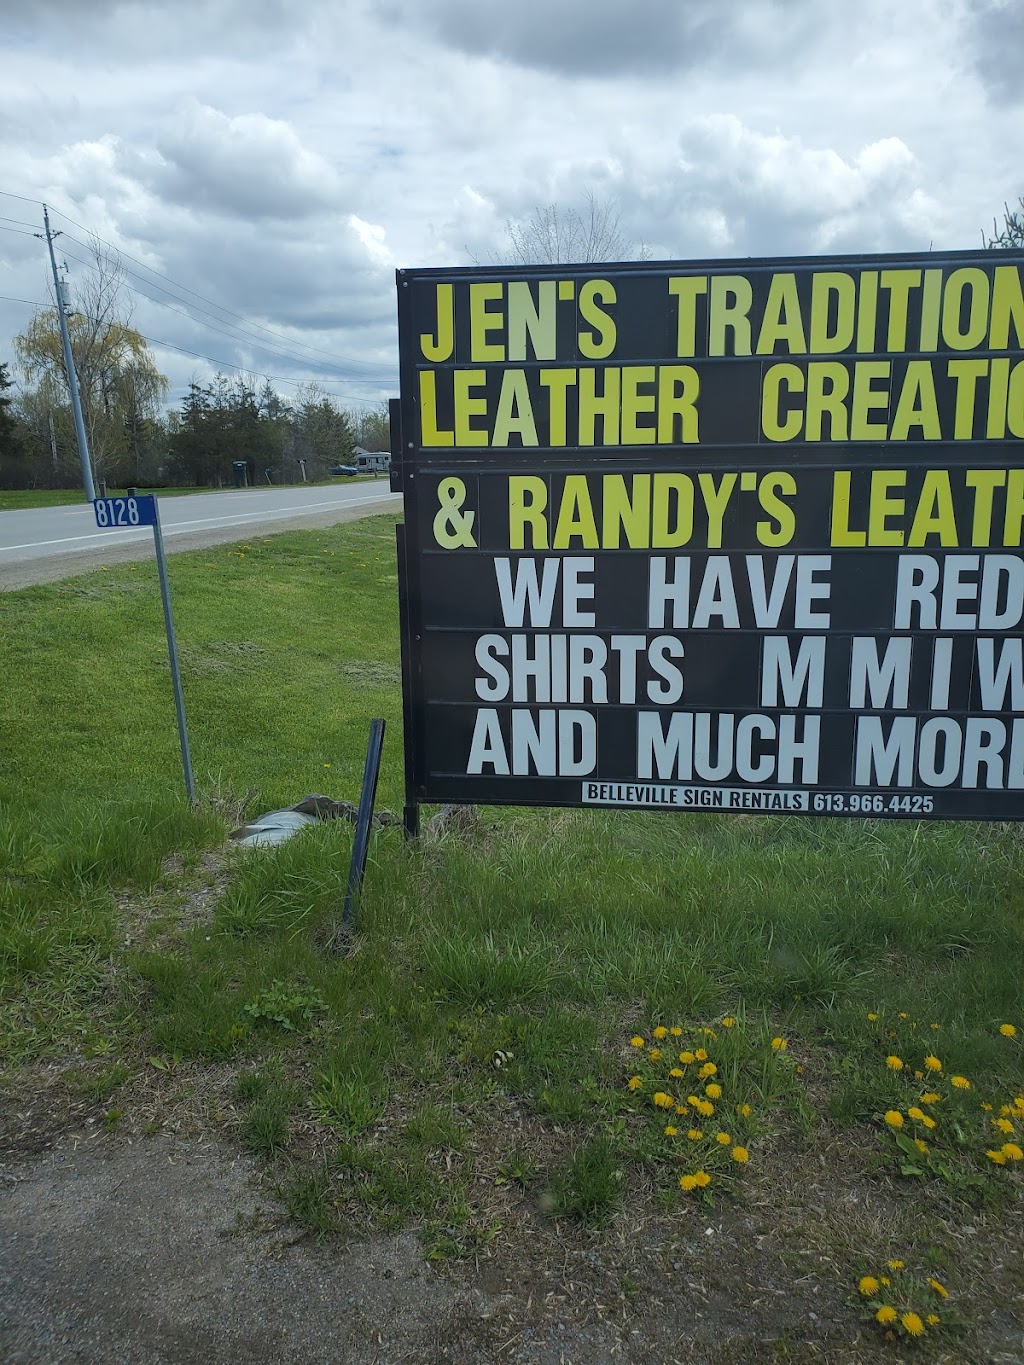 8128
JEN'S TRADITION
LEATHER CREATIO
& RANDY'S LEATH
WE HAVE RED
SHIRTS MMIW
AND MUCH MORE
BELLEVILLE SIGN RENTALS 613.966.4425